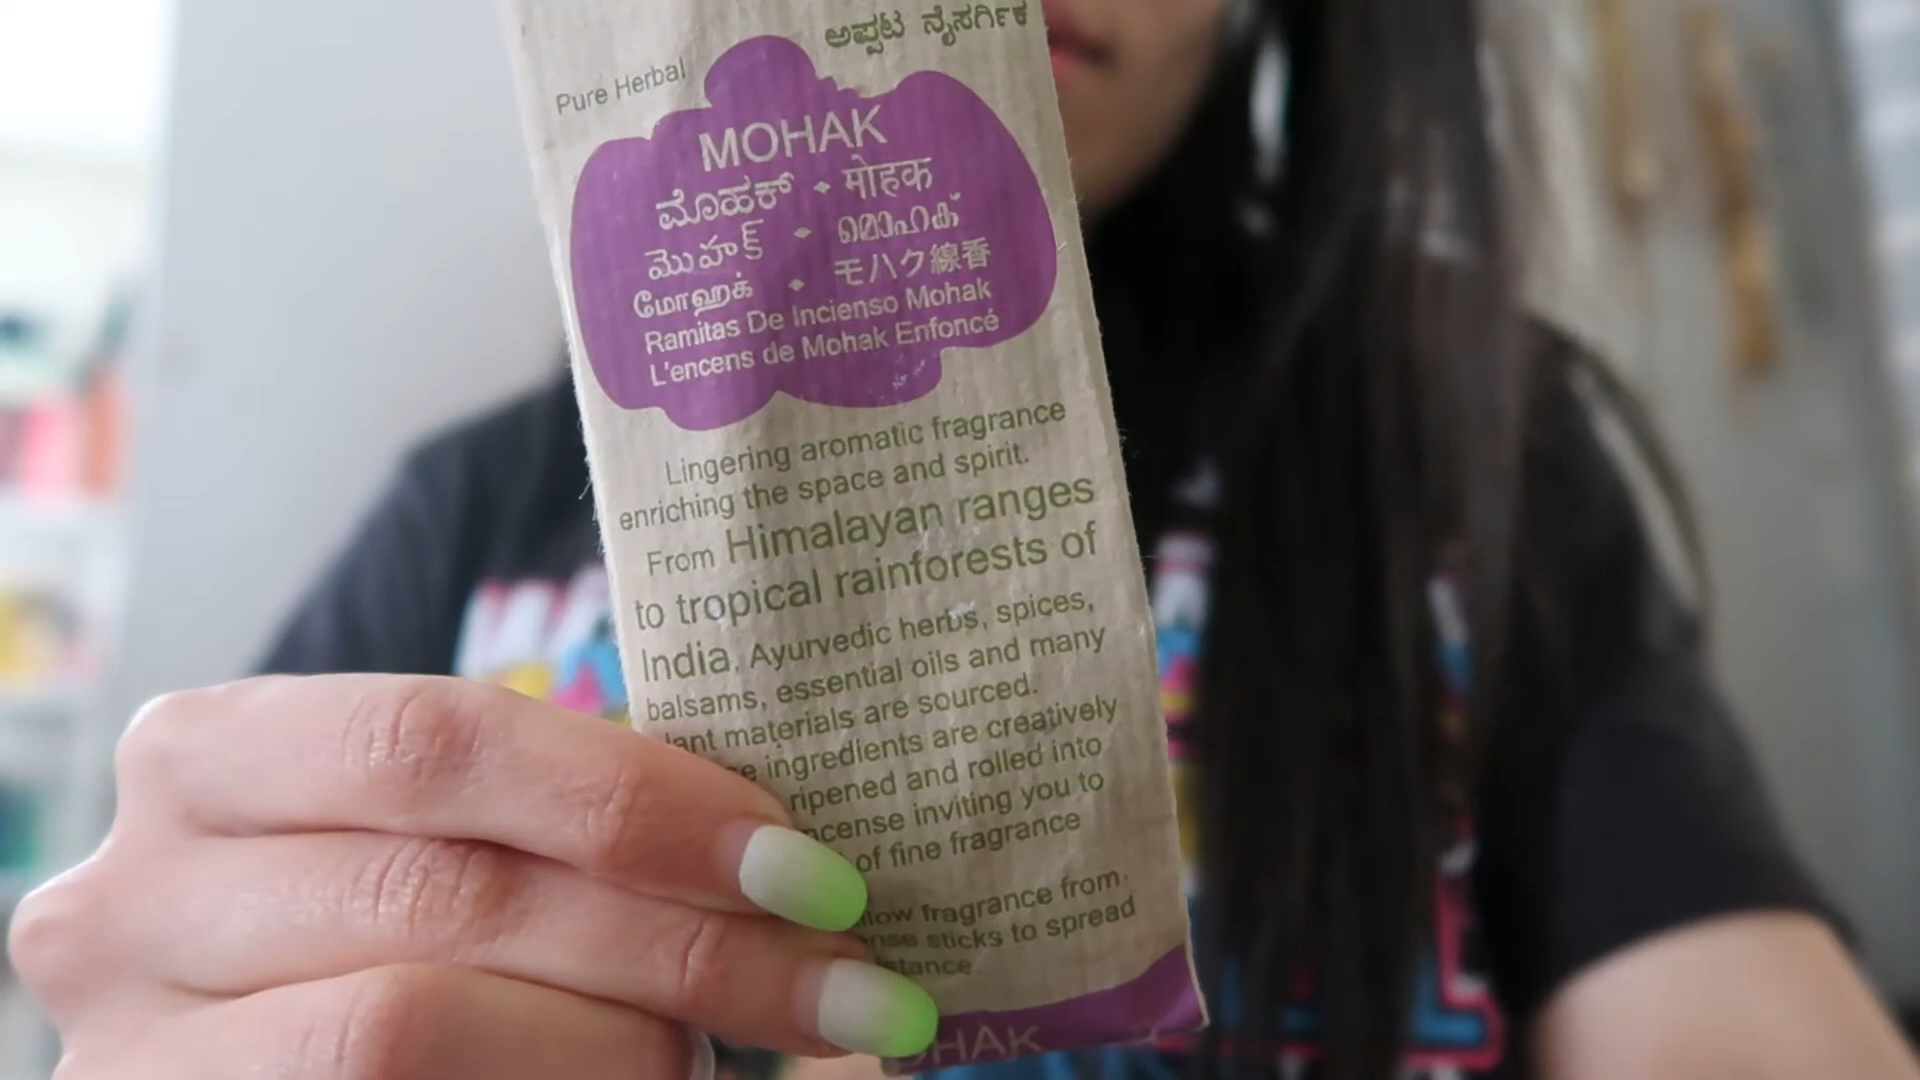 ಅಪ್ಪಟ ನೈಸರ್ಗಿಕ
Pure Herbal
MOHAK
ಮೊಹಕ್ ◆ मोहक
మొహక్ ◆ മൊഹക്
மோஹக் ◆ モハク線香
Ramitas De Incienso Mohak
L'encens de Mohak Enfoncé
Lingering aromatic fragrance
enriching the space and spirit.
From Himalayan ranges
to tropical rainforests of
India, Ayurvedic herbs, spices,
balsams, essential oils and many
materials are sourced.
ingredients are creatively
ripened and rolled into
inviting you to
of fine fragrance
fragrance from
sticks to spread